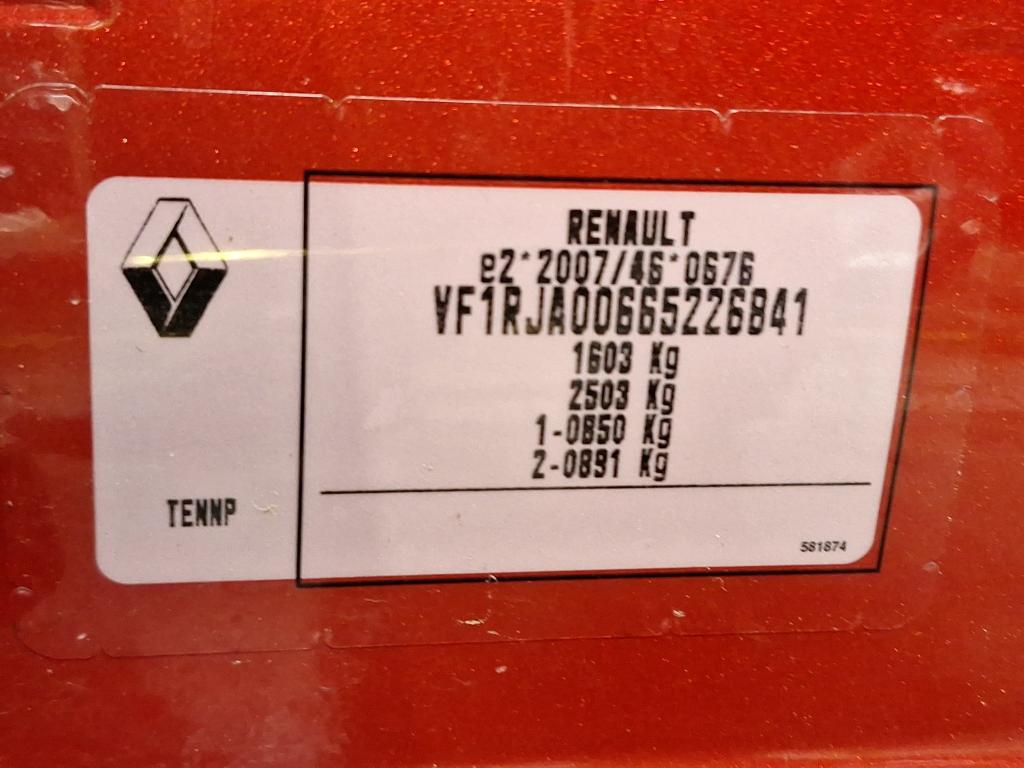 RENAULT
e2*2007/46*0676
VF1RJA00665226841
1603 Kg
2503 Kg
1-0850 Kg
2-0891 Kg
TENNP
581874